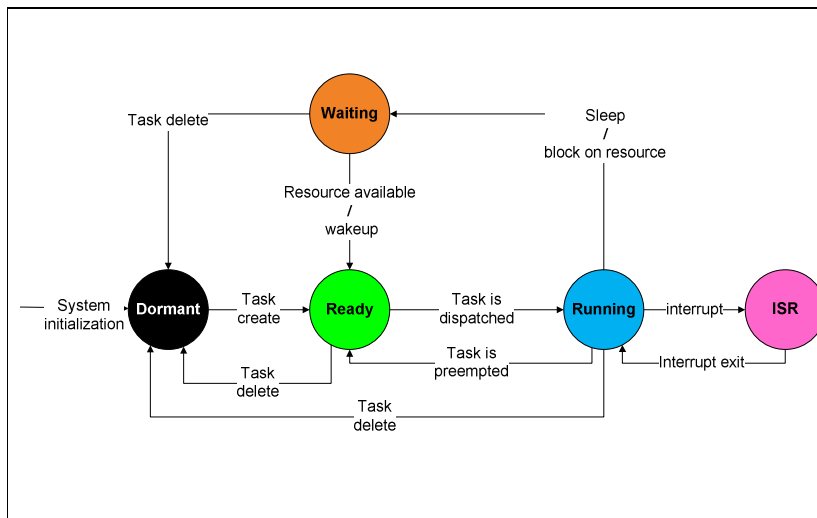 Waiting
Task delete
Sleep
/
block on resource
Resource available
/
wakeup
System
initialization
Dormant
Task
create
Ready
Task is
dispatched
Running
interrupt
ISR
Task
delete
Task is
preempted
Interrupt exit
Task
delete